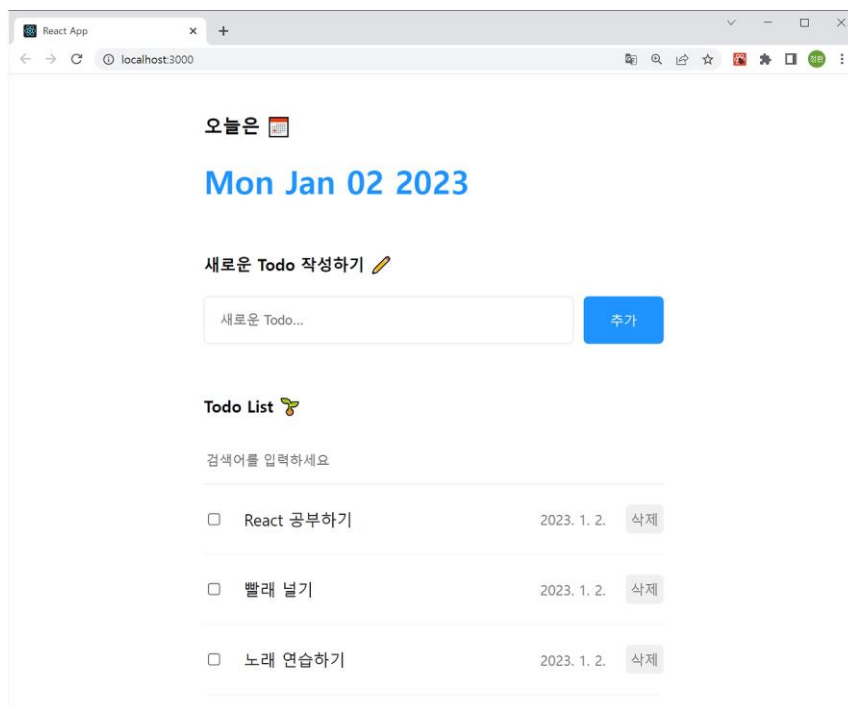 React App
localhost:3000
오늘은 📅
Mon Jan 02 2023
새로운 Todo 작성하기 ✏️
새로운 Todo...
추가
Todo List 🌱
검색어를 입력하세요
React 공부하기 2023. 1. 2. 삭제
빨래 널기 2023. 1. 2. 삭제
노래 연습하기 2023. 1. 2. 삭제